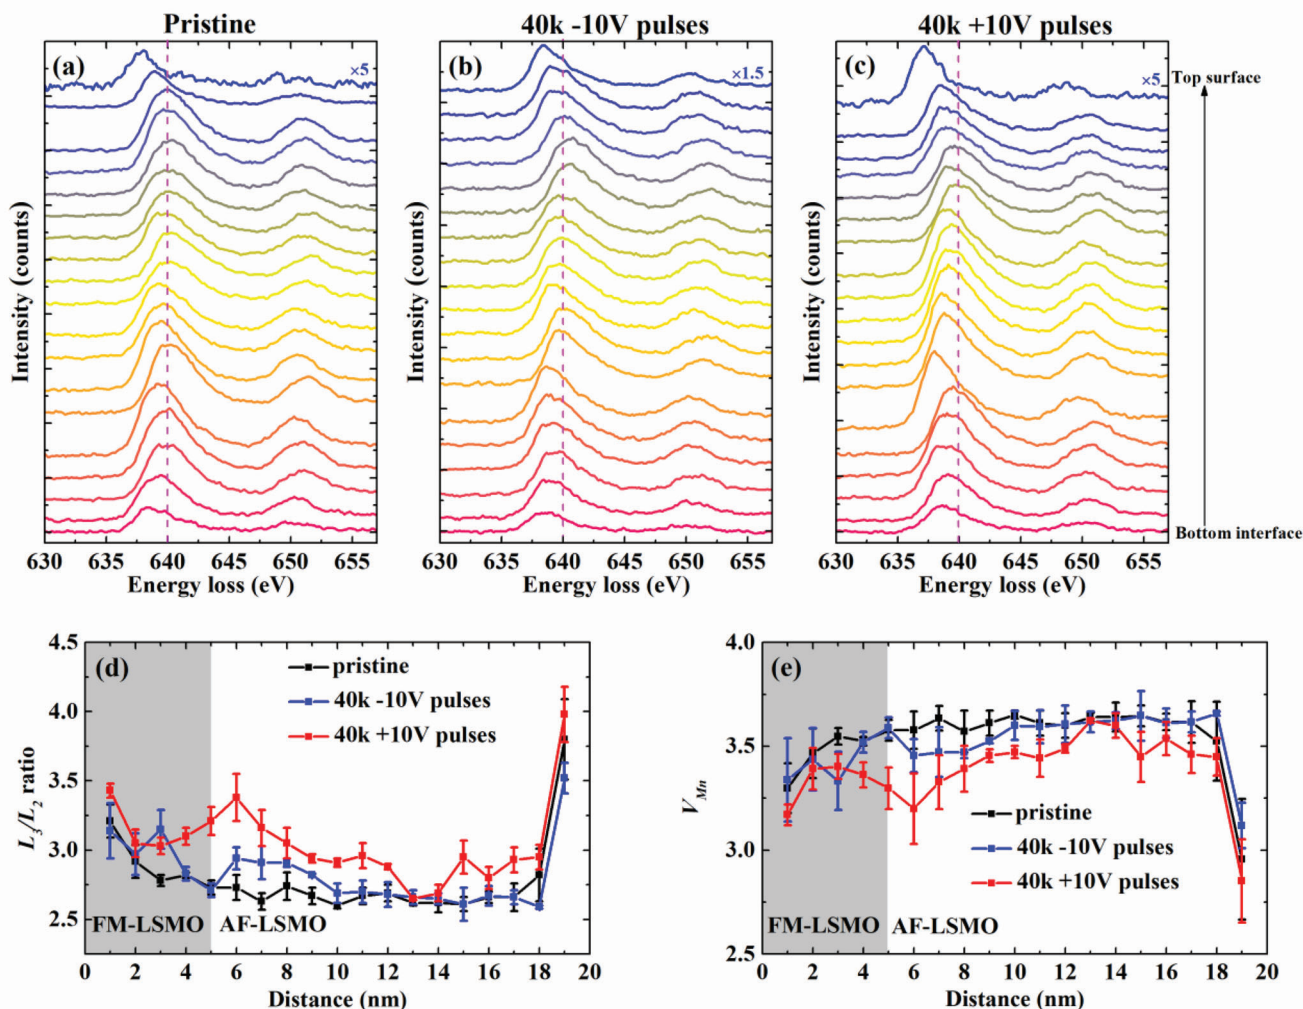 Pristine
40k -10V pulses
40k +10V pulses
(a)
×5
(b)
×1.5
(c)
×5
Top surface
Intensity (counts)
Intensity (counts)
Intensity (counts)
Bottom interface
630 635 640 645 650 655
630 635 640 645 650 655
630 635 640 645 650 655
Energy loss (eV)
Energy loss (eV)
Energy loss (eV)
(d)
4.5
4.0
3.5
3.0
2.5
L3/L2 ratio
pristine
40k -10V pulses
40k +10V pulses
FM-LSMO
AF-LSMO
0 2 4 6 8 10 12 14 16 18 20
Distance (nm)
(e)
4.0
3.5
3.0
2.5
VMn
pristine
40k -10V pulses
40k +10V pulses
FM-LSMO
AF-LSMO
0 2 4 6 8 10 12 14 16 18 20
Distance (nm)